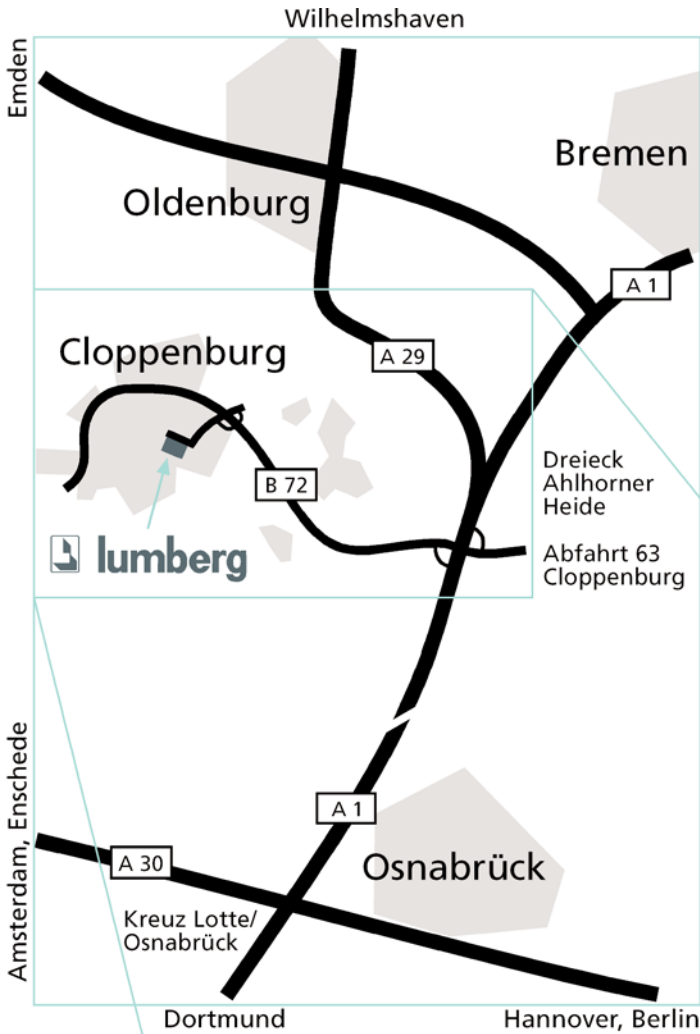 Wilhelmshaven
Emden
Bremen
Oldenburg
A 1
A 29
Cloppenburg
B 72
Dreieck
Ahlhorner
Heide
lumberg
Abfahrt 63
Cloppenburg
Amsterdam, Enschede
A 1
A 30
Osnabrück
Kreuz Lotte/
Osnabrück
Dortmund
Hannover, Berlin